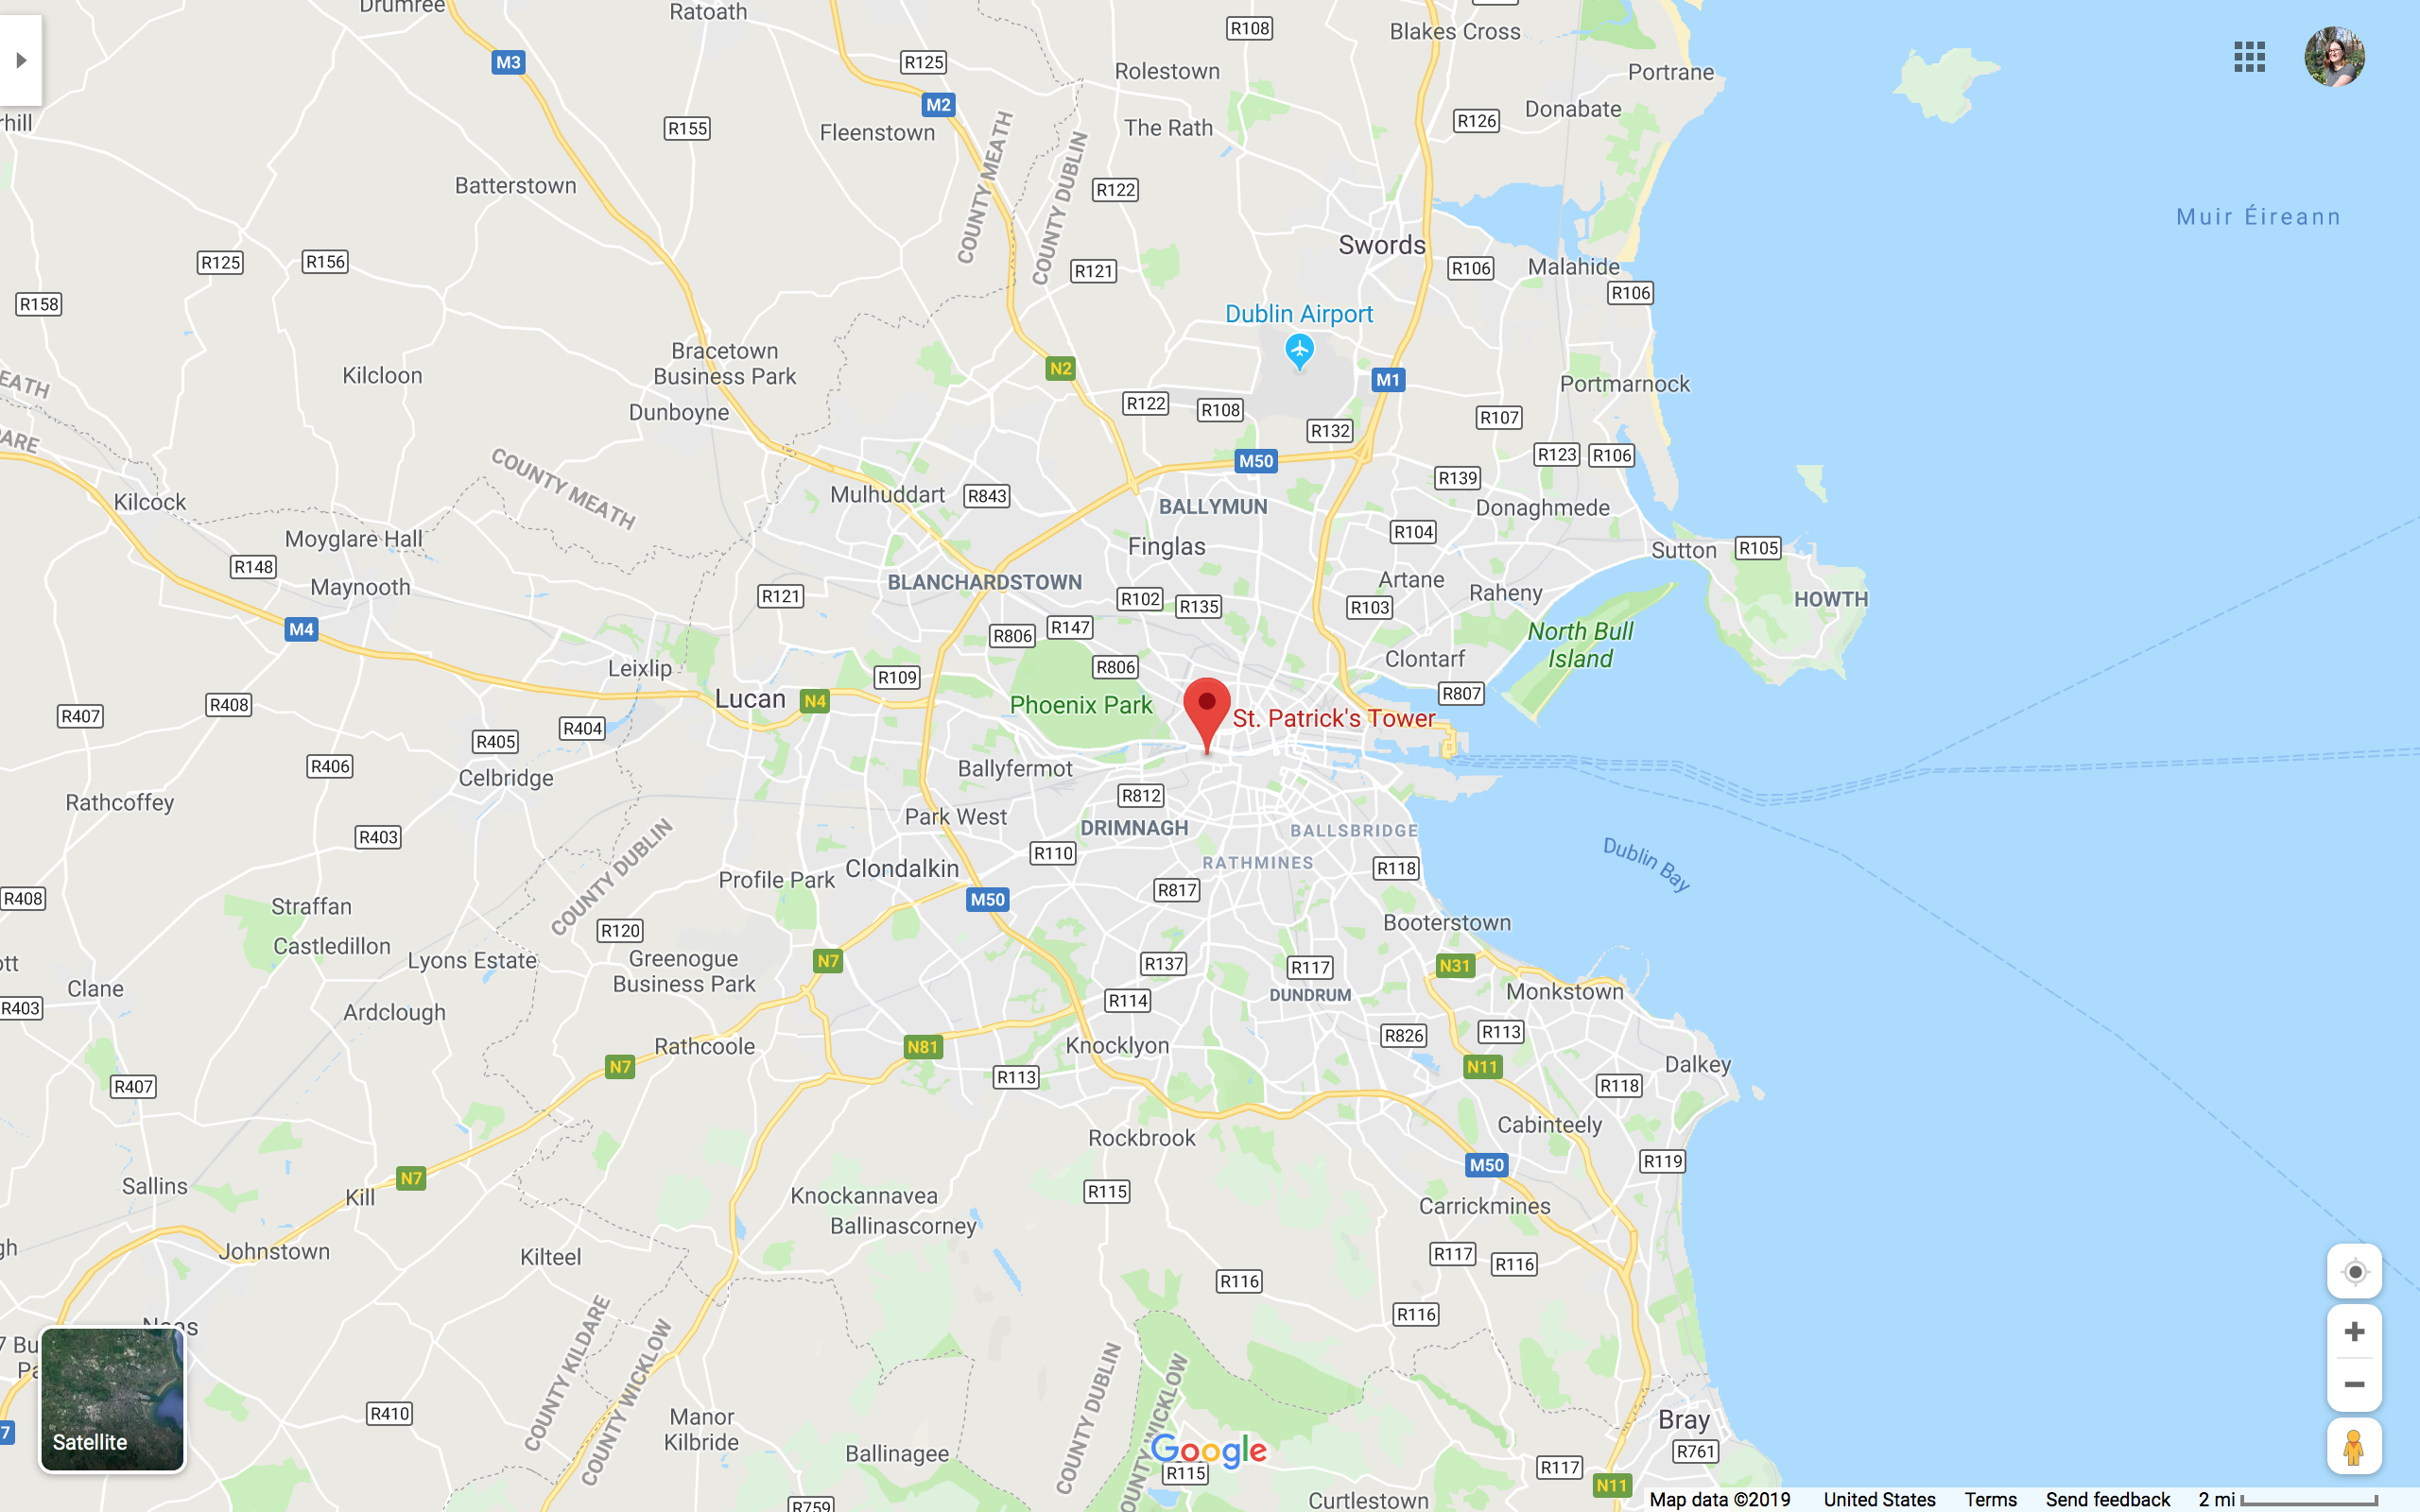 Drumree
Ratoath
R108
Blakes Cross
M3
R125
Rolestown
Portrane
M2
Donabate
rhill
R155
Fleenstown
The Rath
R126
COUNTY MEATH
COUNTY DUBLIN
Batterstown
R122
Muir Éireann
Swords
R125
R156
R121
R106
Malahide
R158
R106
Dublin Airport
Bracetown
Business Park
Kilcloon
N2
M1
EATH
Portmarnock
Dunboyne
R122
R108
R107
DARE
R132
COUNTY MEATH
M50
R123
R106
Kilcock
Mulhuddart
R843
R139
BALLYMUN
Donaghmede
Moyglare Hall
Finglas
R104
Sutton
R105
R148
Maynooth
BLANCHARDSTOWN
Artane
R121
R102
R135
R103
Raheny
HOWTH
M4
R806
R147
North Bull
Island
Leixlip
R109
R806
Clontarf
Lucan
N4
R807
R407
R408
Phoenix Park
St. Patrick's Tower
R405
R404
R406
Celbridge
Ballyfermot
Rathcoffey
R812
R403
Park West
DRIMNAGH
BALLSBRIDGE
Dublin Bay
COUNTY DUBLIN
R110
RATHMINES
Profile Park
Clondalkin
R118
R408
Straffan
M50
R817
Castledillon
R120
Booterstown
ott
Lyons Estate
Greenogue
Business Park
N7
R137
R117
N31
Clane
R403
Ardclough
R114
DUNDRUM
Monkstown
Rathcoole
N81
Knocklyon
R826
R113
N7
R113
N11
Dalkey
R407
R118
Rockbrook
Cabinteely
Sallins
N7
Kill
M50
R119
Knockannavea
R115
Ballinascorney
Carrickmines
gh
Johnstown
Kilteel
R117
R116
R116
R116
Naas
7 Bu
Pa
COUNTY KILDARE
COUNTY WICKLOW
COUNTY DUBLIN
COUNTY WICKLOW
7
R410
Manor
Kilbride
Bray
Satellite
Ballinagee
Google
R761
R115
R117
N11
R759
Curtlestown
Map data ©2019 United States Terms Send feedback 2 mi